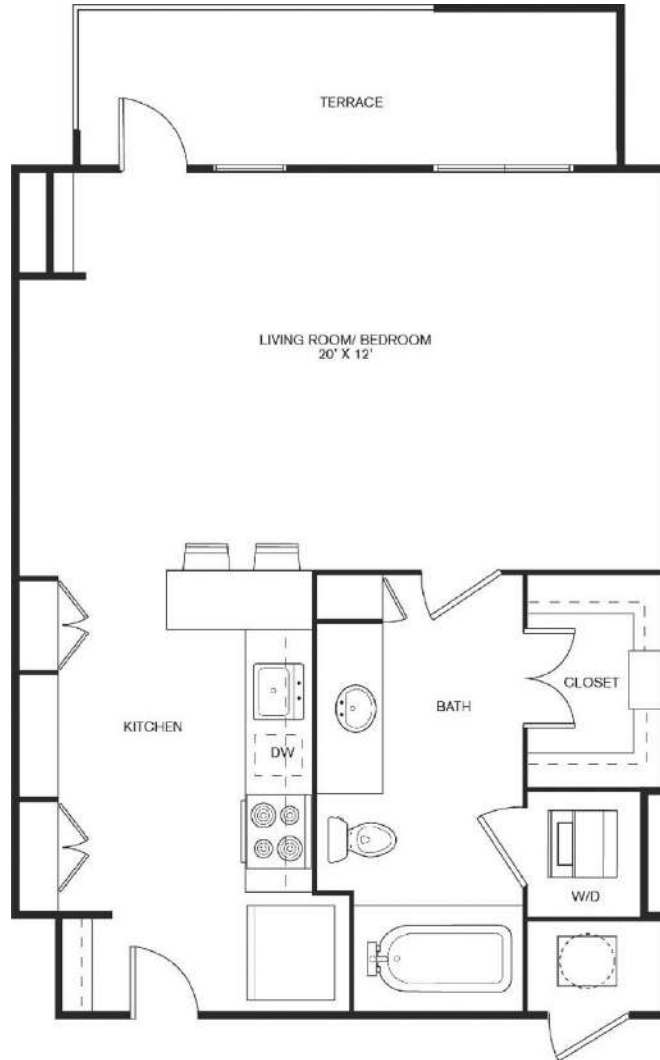 TERRACE
LIVING ROOM/ BEDROOM
20' X 12'
CLOSET
BATH
KITCHEN
DW
W/D